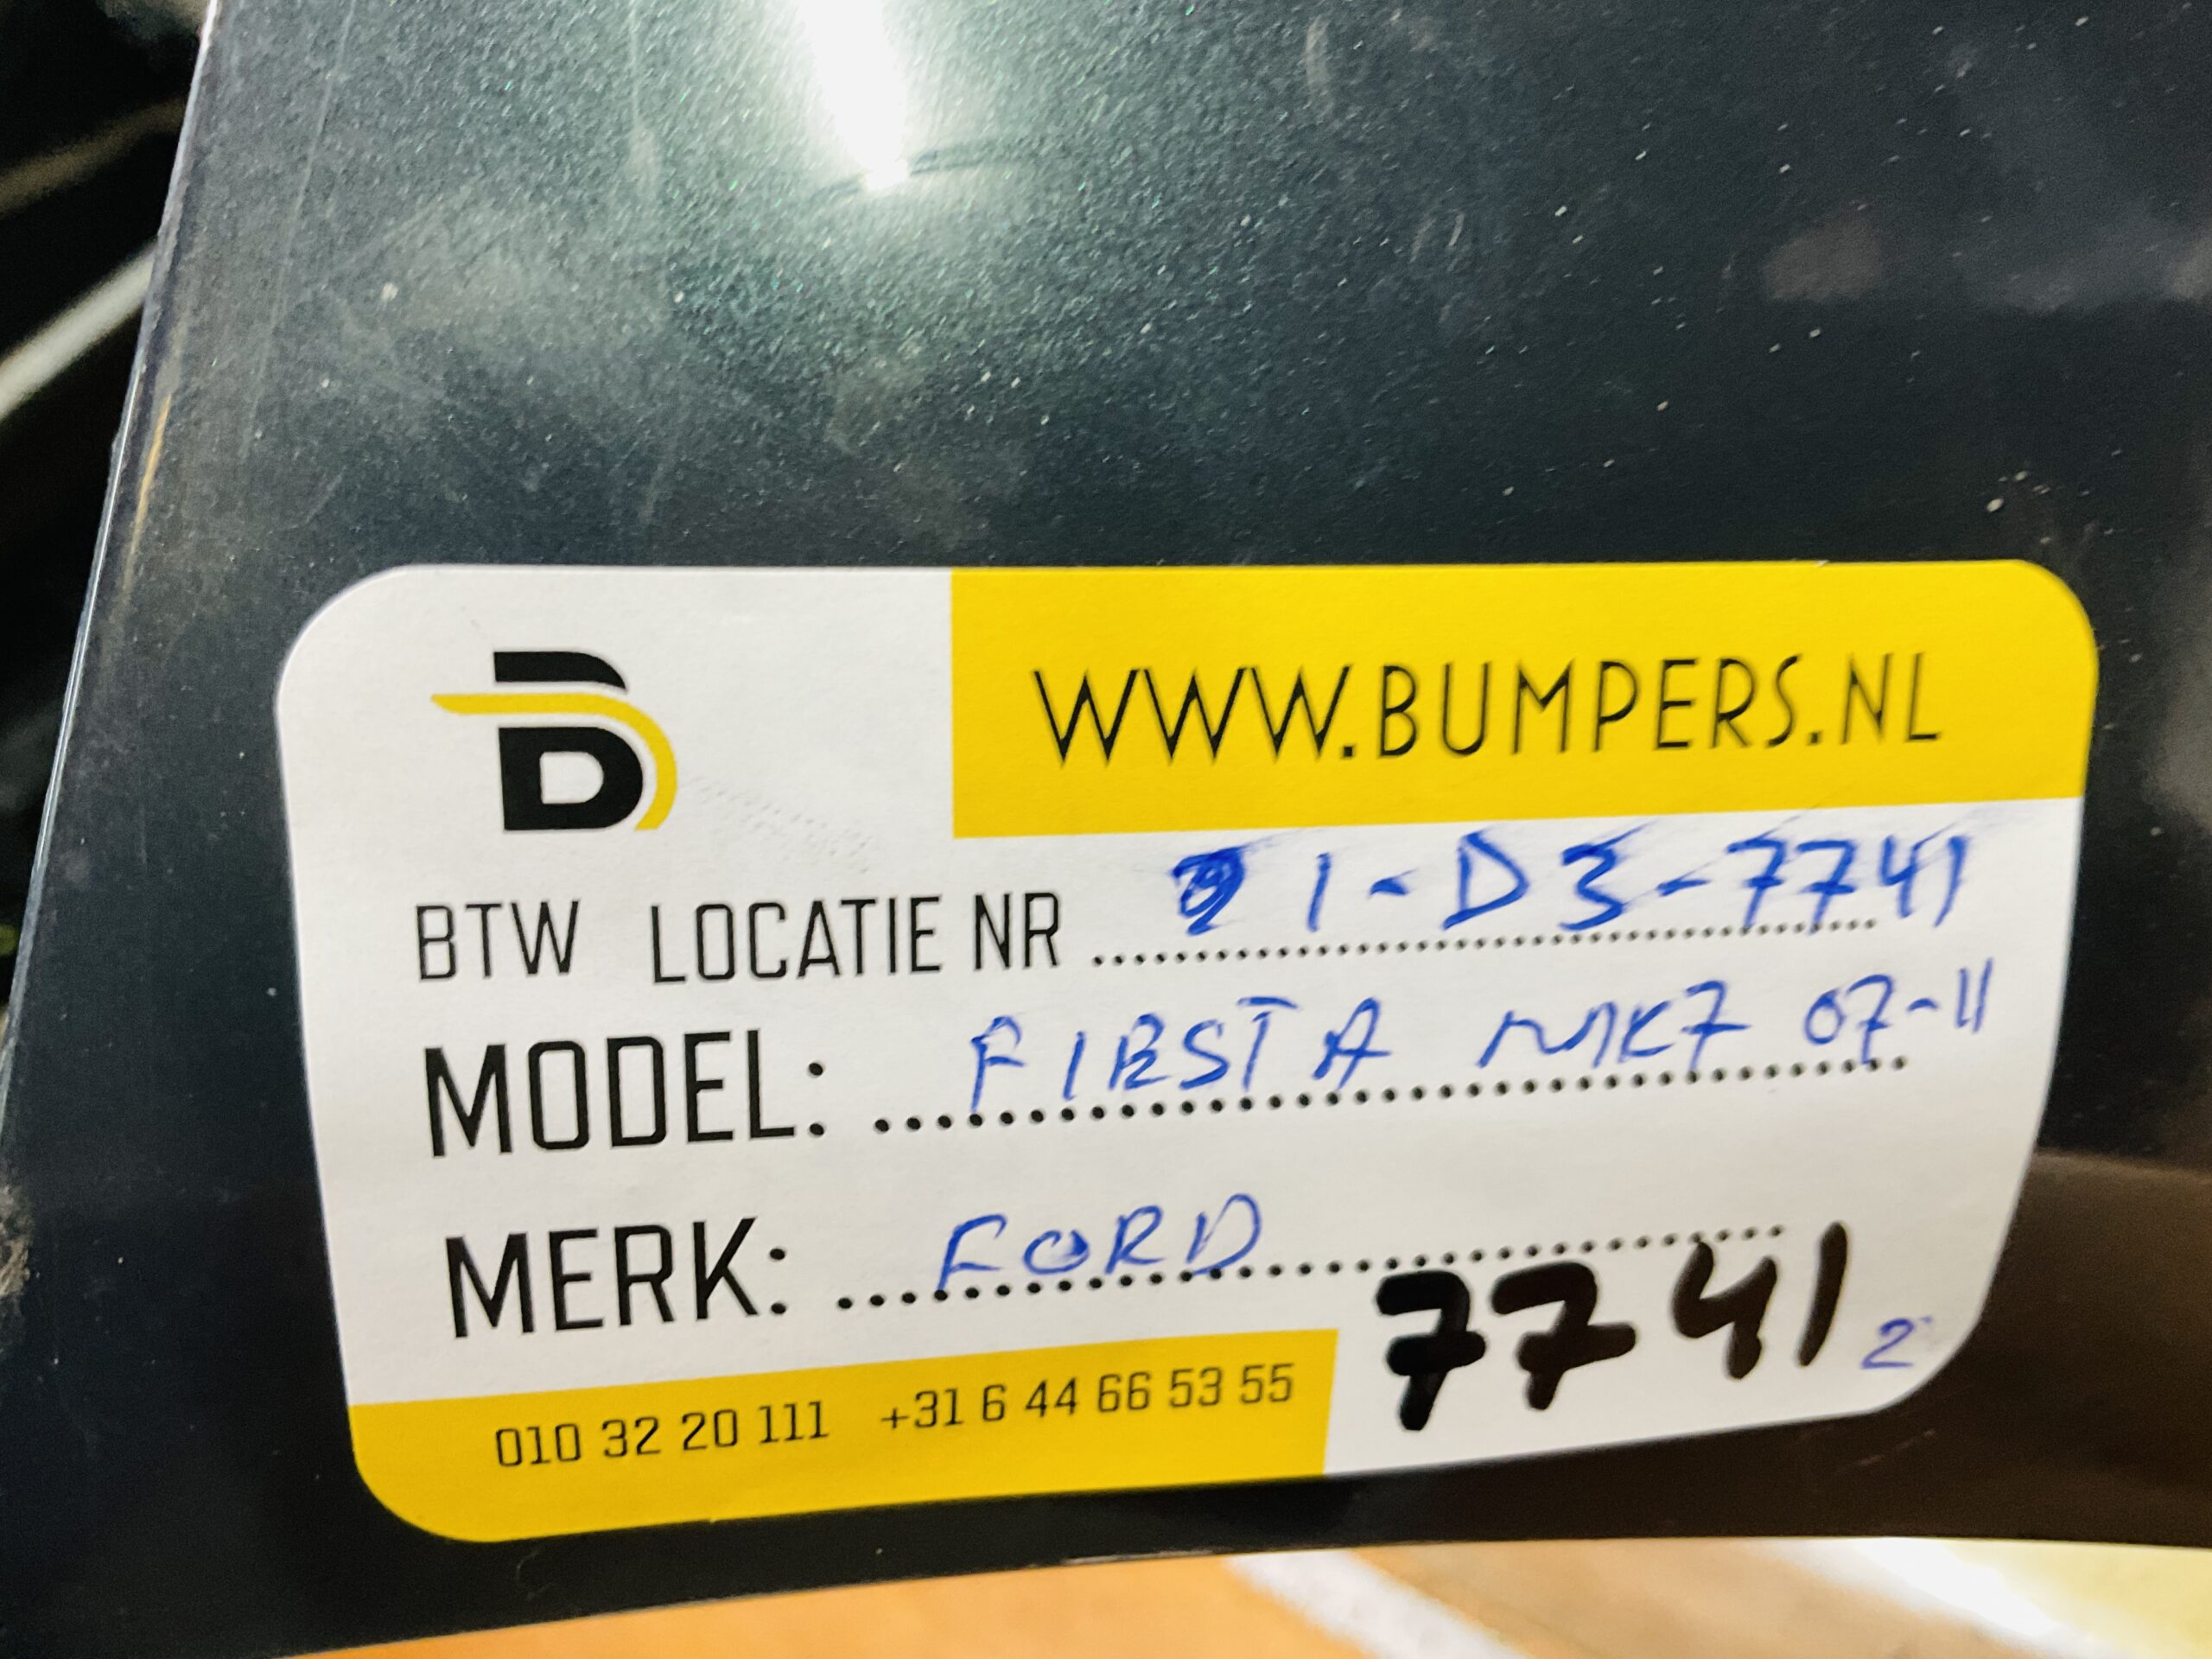 WWW.BUMPERS.NL
BTW LOCATIE NR 1-D3-7741
MODEL: FIESTA MK7 07-11
MERK: FORD
7741 2
010 32 20 111 +31 6 44 66 53 55